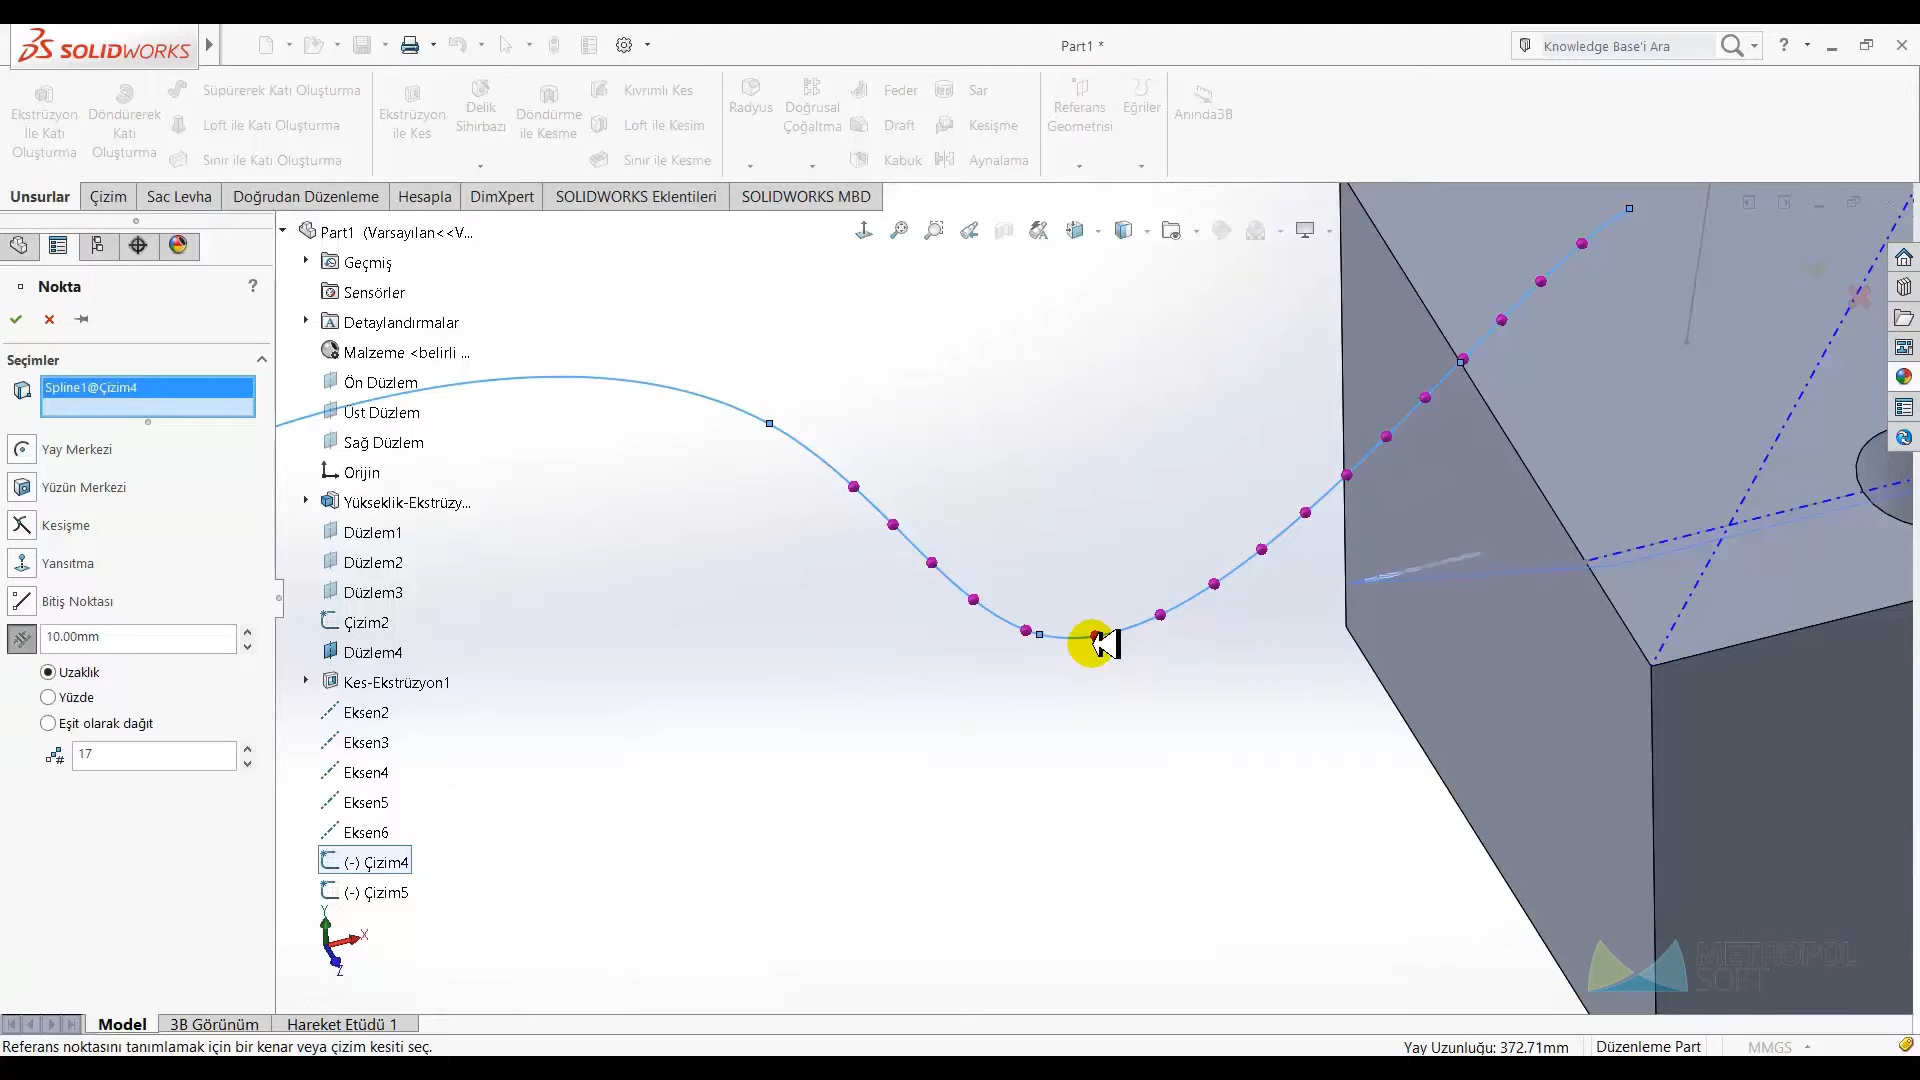 SOLIDWORKS
Part1 *
Knowledge Base'i Ara
?
Ekstrüzyon İle Katı Oluşturma
Döndürerek Katı Oluşturma
Süpürerek Katı Oluşturma
Loft ile Katı Oluşturma
Sınır ile Katı Oluşturma
Ekstrüzyon ile Kes
Delik Sihirbazı
Döndürme ile Kesme
Kıvrımlı Kes
Loft ile Kesim
Sınır ile Kesme
Radyus
Doğrusal Çoğaltma
Feder
Draft
Kabuk
Sar
Kesişme
Aynalama
Referans Geometrisi
Eğriler
Anında3B
Unsurlar
Çizim
Sac Levha
Doğrudan Düzenleme
Hesapla
DimXpert
SOLIDWORKS Eklentileri
SOLIDWORKS MBD
Nokta
?
Seçimler
Spline1@Çizim4
Yay Merkezi
Yüzün Merkezi
Kesişme
Yansıtma
Bitiş Noktası
10.00mm
Uzaklık
Yüzde
Eşit olarak dağıt
17
Part1 (Varsayılan<<V...
Geçmiş
Sensörler
Detaylandırmalar
Malzeme <belirli ...
Ön Düzlem
Üst Düzlem
Sağ Düzlem
Orijin
Yükseklik-Ekstrüzy...
Düzlem1
Düzlem2
Düzlem3
Çizim2
Düzlem4
Kes-Ekstrüzyon1
Eksen2
Eksen3
Eksen4
Eksen5
Eksen6
(-) Çizim4
(-) Çizim5
Y
X
Z
METROPOL
SOFT
Model
3B Görünüm
Hareket Etüdü 1
Referans noktasını tanımlamak için bir kenar veya çizim kesiti seç.
Yay Uzunluğu: 372.71mm
Düzenleme Part
MMGS